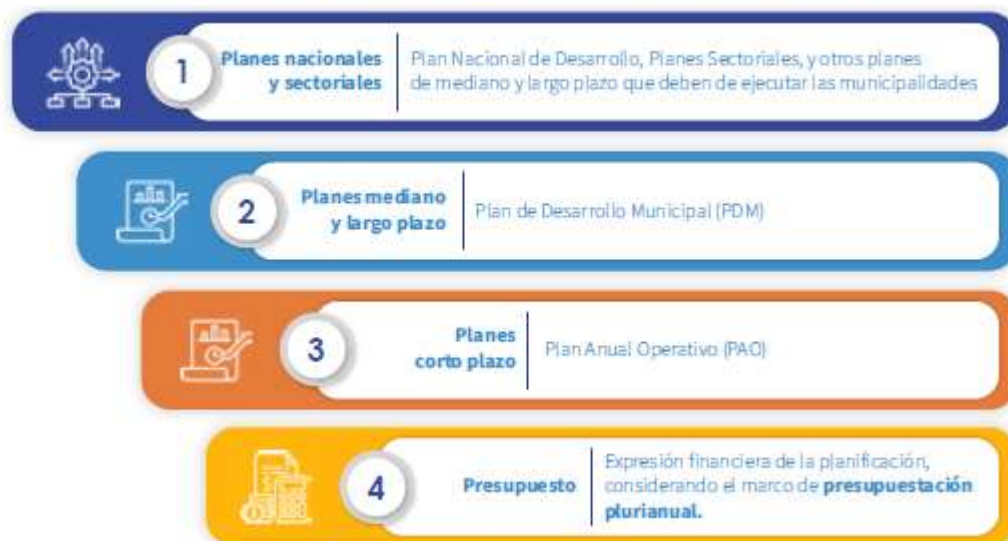 1
Planes nacionales
y sectoriales
Plan Nacional de Desarrollo, Planes Sectoriales, y otros planes
de mediano y largo plazo que deben de ejecutar las municipalidades
2
Planes mediano
y largo plazo
Plan de Desarrollo Municipal (PDM)
3
Planes
corto plazo
Plan Anual Operativo (PAO)
4
Presupuesto
Expresión financiera de la planificación,
considerando el marco de presupuestación
plurianual.